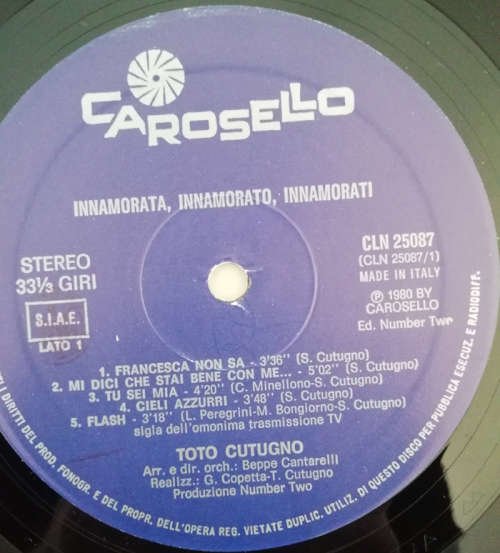 CAROSELLO
INNAMORATA, INNAMORATO, INNAMORATI
STEREO
33⅓ GIRI
S.I.A.E.
LATO 1
CLN 25087
(CLN 25087/1)
MADE IN ITALY
Ⓟ 1980 BY
CAROSELLO
Ed. Number Two
1. FRANCESCA NON SA - 3'36" (S. Cutugno)
2. MI DICI CHE STAI BENE CON ME... - 5'02" (S. Cutugno)
3. TU SEI MIA - 4'20" (C. Minellono-S. Cutugno)
4. CIELI AZZURRI - 3'48" (S. Cutugno)
5. FLASH - 3'18" (L. Peregrini-M. Bongiorno-S. Cutugno)
sigla dell'omonima trasmissione TV
TOTO CUTUGNO
Arr. e dir. orch.: Beppe Cantarelli
Realizz.: G. Copetta-T. Cutugno
Produzione Number Two
I DIRITTI DEL PROD. FONOGR. E DEL PROPR. DELL'OPERA REG. VIETATE DUPLIC. UTILIZ. DI QUESTO DISCO PER PUBBLICA ESECUZ. E RADIODIFF.